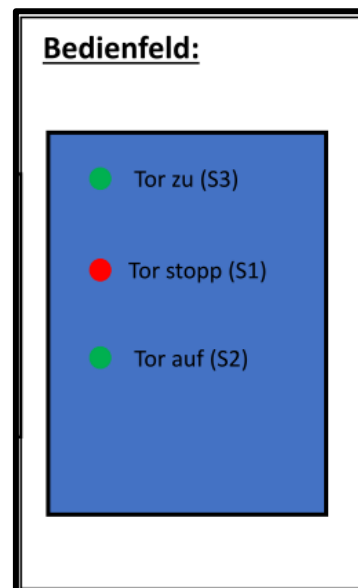 Bedienfeld:
Tor zu (S3)
Tor stopp (S1)
Tor auf (S2)